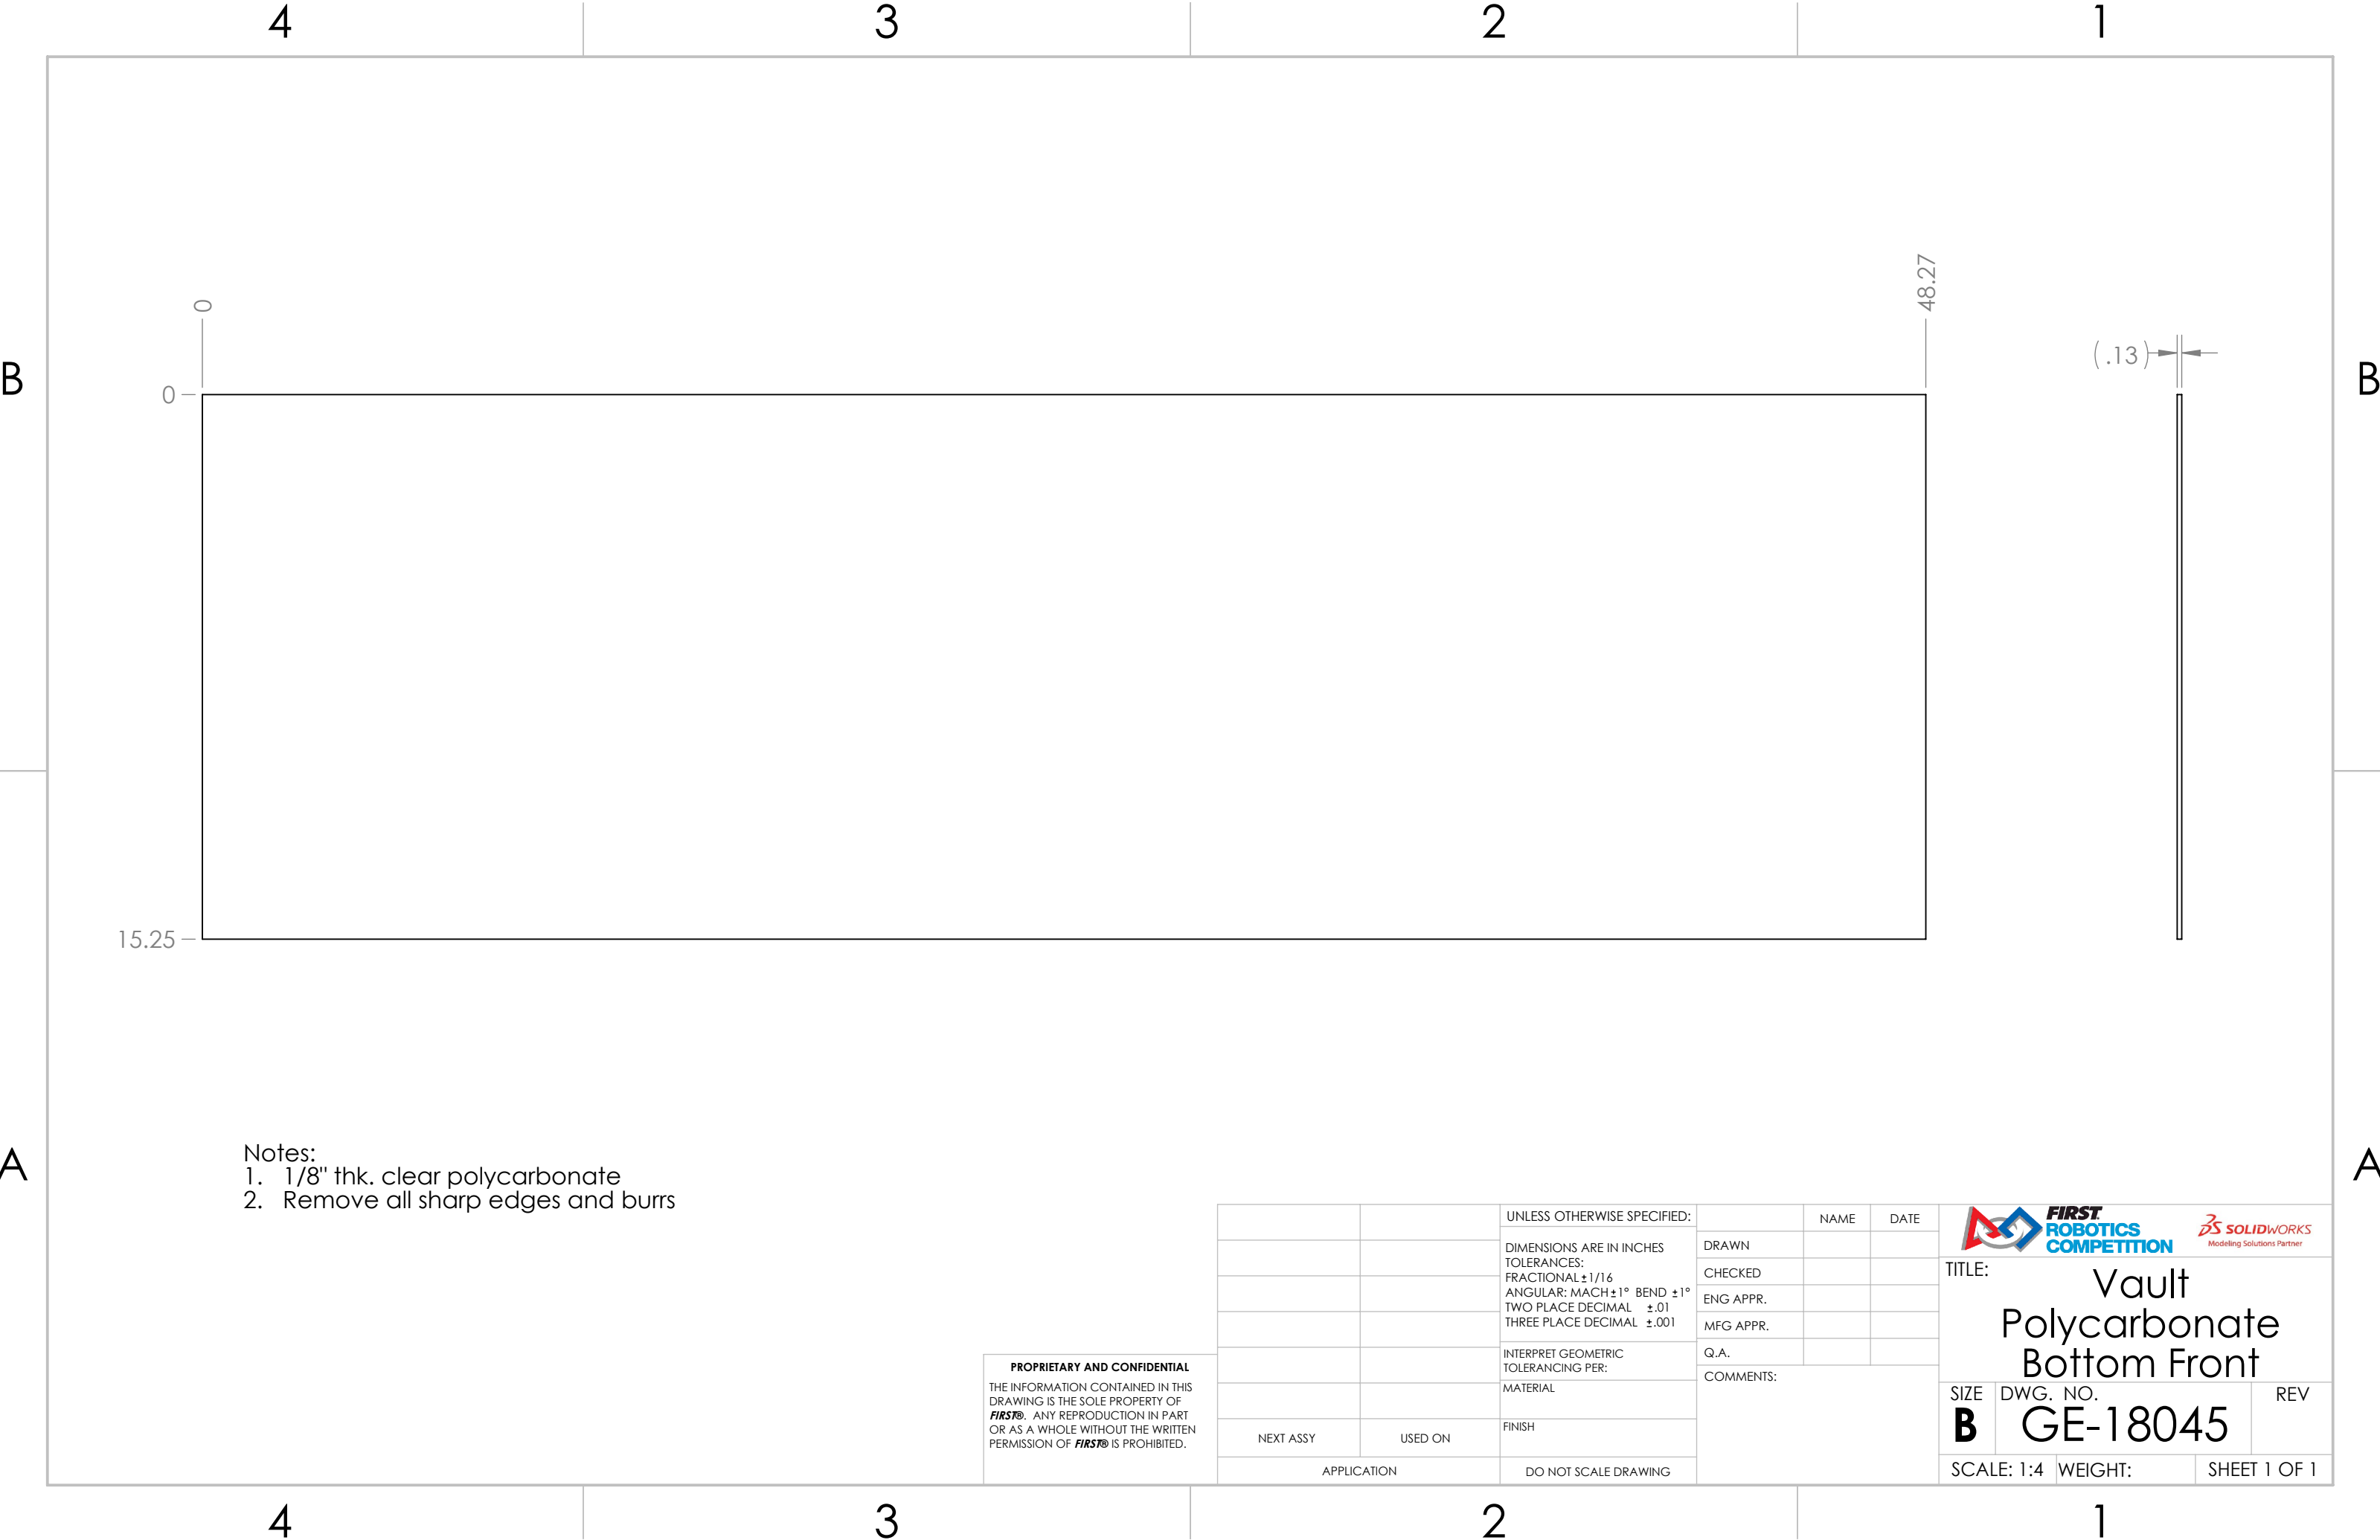 4 3 2 1
48.27
0
(.13)
B B
0
15.25
A A
Notes:
1. 1/8" thk. clear polycarbonate
2. Remove all sharp edges and burrs
PROPRIETARY AND CONFIDENTIAL
THE INFORMATION CONTAINED IN THIS
DRAWING IS THE SOLE PROPERTY OF
FIRST®. ANY REPRODUCTION IN PART
OR AS A WHOLE WITHOUT THE WRITTEN
PERMISSION OF FIRST® IS PROHIBITED.
NEXT ASSY USED ON
APPLICATION
UNLESS OTHERWISE SPECIFIED:
DIMENSIONS ARE IN INCHES
TOLERANCES:
FRACTIONAL ±1/16
ANGULAR: MACH ±1° BEND ±1°
TWO PLACE DECIMAL ±.01
THREE PLACE DECIMAL ±.001
INTERPRET GEOMETRIC
TOLERANCING PER:
MATERIAL
FINISH
DO NOT SCALE DRAWING
NAME DATE
DRAWN
CHECKED
ENG APPR.
MFG APPR.
Q.A.
COMMENTS:
FIRST
ROBOTICS
COMPETITION
SOLIDWORKS
Modeling Solutions Partner
TITLE:
Vault
Polycarbonate
Bottom Front
SIZE DWG. NO. REV
B GE-18045
SCALE: 1:4 WEIGHT: SHEET 1 OF 1
4 3 2 1